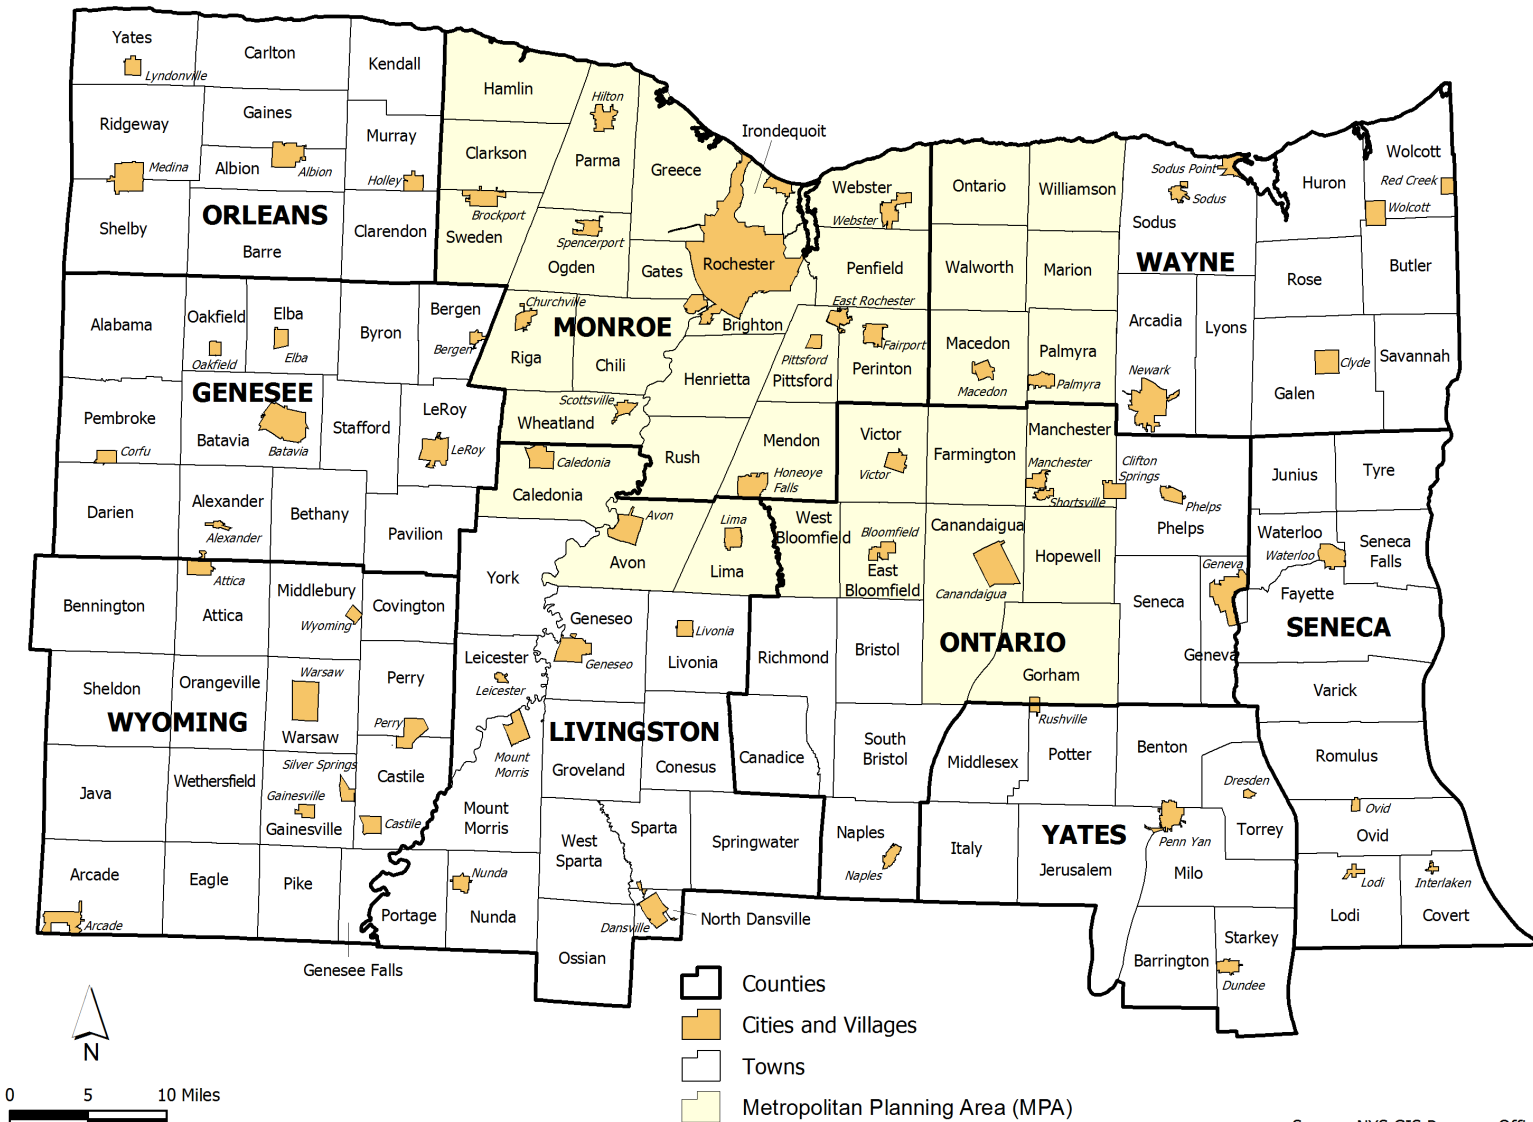 Yates
Lyndonville
Carlton
Kendall
Ridgeway
Gaines
Murray
Medina
Albion
Albion
Holley
ORLEANS
Shelby
Barre
Clarendon
Hamlin
Hilton
Clarkson
Parma
Greece
Irondequoit
Brockport
Sweden
Spencerport
Ogden
Gates
Rochester
Webster
Webster
Penfield
East Rochester
Churchville
MONROE
Brighton
Riga
Chili
Henrietta
Pittsford
Pittsford
Fairport
Perinton
Scottsville
Wheatland
Rush
Mendon
Honeoye
Falls
Ontario
Williamson
Walworth
Marion
Macedon
Macedon
Palmyra
Palmyra
Sodus Point
Sodus
Sodus
WAYNE
Huron
Wolcott
Red Creek
Wolcott
Rose
Butler
Arcadia
Lyons
Newark
Galen
Clyde
Savannah
Alabama
Oakfield
Oakfield
Elba
Elba
Byron
Bergen
Bergen
GENESEE
Pembroke
Corfu
Batavia
Batavia
Stafford
LeRoy
LeRoy
Darien
Alexander
Alexander
Bethany
Pavilion
Caledonia
Caledonia
Avon
Avon
Lima
Lima
York
Victor
Victor
Farmington
Manchester
Manchester
Shortsville
Clifton
Springs
Phelps
Phelps
West
Bloomfield
Bloomfield
East
Bloomfield
Canandaigua
Canandaigua
Hopewell
Seneca
Geneva
Geneva
ONTARIO
Gorham
Rushville
Richmond
Bristol
Canadice
South
Bristol
Naples
Naples
Junius
Tyre
Waterloo
Waterloo
Seneca
Falls
Fayette
SENECA
Varick
Romulus
Ovid
Ovid
Lodi
Interlaken
Lodi
Covert
Bennington
Attica
Attica
Middlebury
Wyoming
Covington
Sheldon
Orangeville
Warsaw
Warsaw
Perry
Perry
WYOMING
Java
Wethersfield
Silver Springs
Gainesville
Gainesville
Castile
Castile
Arcade
Arcade
Eagle
Pike
Genesee Falls
Leicester
Leicester
Geneseo
Geneseo
Livonia
Livonia
LIVINGSTON
Mount
Morris
Mount
Morris
Groveland
Conesus
West
Sparta
Sparta
Springwater
Nunda
Nunda
Portage
Ossian
Dansville
North Dansville
Middlesex
Potter
Benton
Dresden
YATES
Penn Yan
Torrey
Italy
Jerusalem
Milo
Barrington
Starkey
Dundee
Counties
Cities and Villages
Towns
Metropolitan Planning Area (MPA)
N
0 5 10 Miles